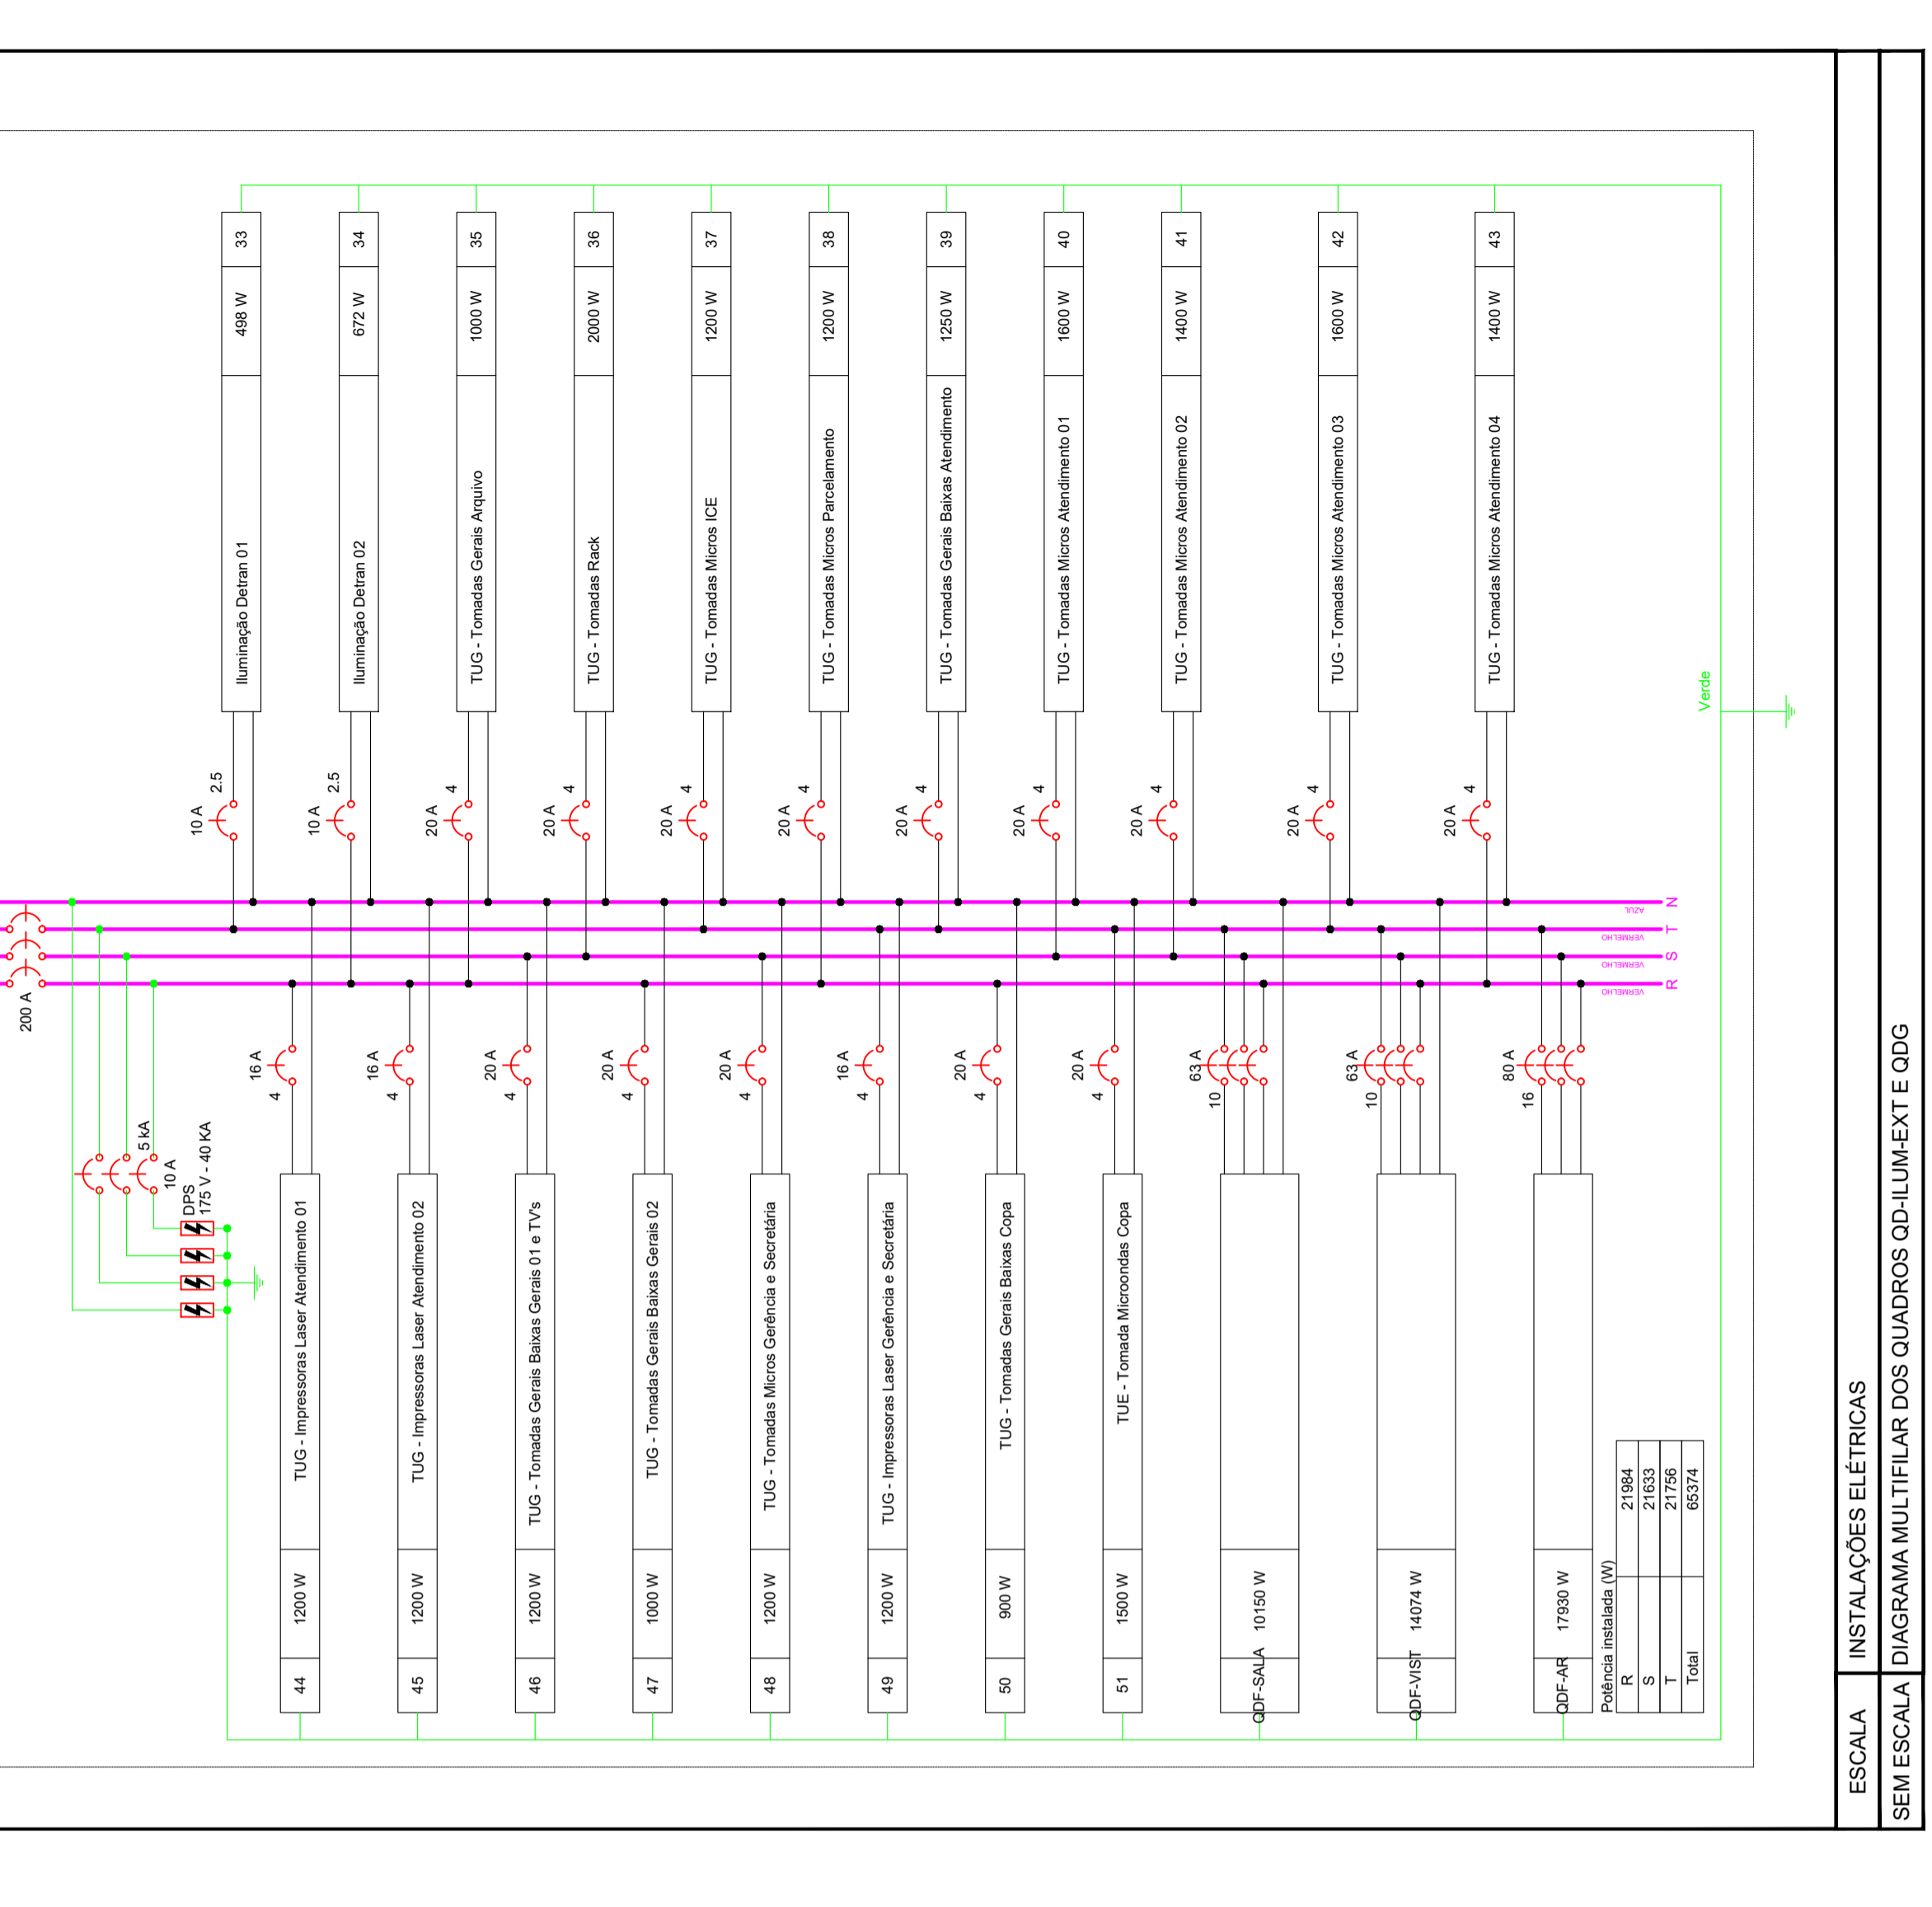 200 A
5 kA
10 A
DPS
175 V - 40 KA
33
498 W
Iluminação Detran 01
2.5
10 A
34
672 W
Iluminação Detran 02
2.5
10 A
35
1000 W
TUG - Tomadas Gerais Arquivo
4
20 A
36
2000 W
TUG - Tomadas Rack
4
20 A
37
1200 W
TUG - Tomadas Micros ICE
4
20 A
38
1200 W
TUG - Tomadas Micros Parcelamento
4
20 A
39
1250 W
TUG - Tomadas Gerais Baixas Atendimento
4
20 A
40
1600 W
TUG - Tomadas Micros Atendimento 01
4
20 A
41
1400 W
TUG - Tomadas Micros Atendimento 02
4
20 A
42
1600 W
TUG - Tomadas Micros Atendimento 03
4
20 A
43
1400 W
TUG - Tomadas Micros Atendimento 04
4
20 A
Verde
AZUL
N
VERMELHO
T
VERMELHO
S
VERMELHO
R
16 A
4
TUG - Impressoras Laser Atendimento 01
1200 W
44
16 A
4
TUG - Impressoras Laser Atendimento 02
1200 W
45
20 A
4
TUG - Tomadas Gerais Baixas Gerais 01 e TV's
1200 W
46
20 A
4
TUG - Tomadas Gerais Baixas Gerais 02
1000 W
47
20 A
4
TUG - Tomadas Micros Gerência e Secretária
1200 W
48
16 A
4
TUG - Impressoras Laser Gerência e Secretária
1200 W
49
20 A
4
TUG - Tomadas Gerais Baixas Copa
900 W
50
20 A
4
TUE - Tomada Microondas Copa
1500 W
51
63 A
10
10150 W
QDF-SALA
63 A
10
14074 W
QDF-VIST
80 A
16
17930 W
QDF-AR
Potência instalada (W)
R 21984
S 21633
T 21756
Total 65374
ESCALA INSTALAÇÕES ELÉTRICAS
SEM ESCALA DIAGRAMA MULTIFILAR DOS QUADROS QD-ILUM-EXT E QDG